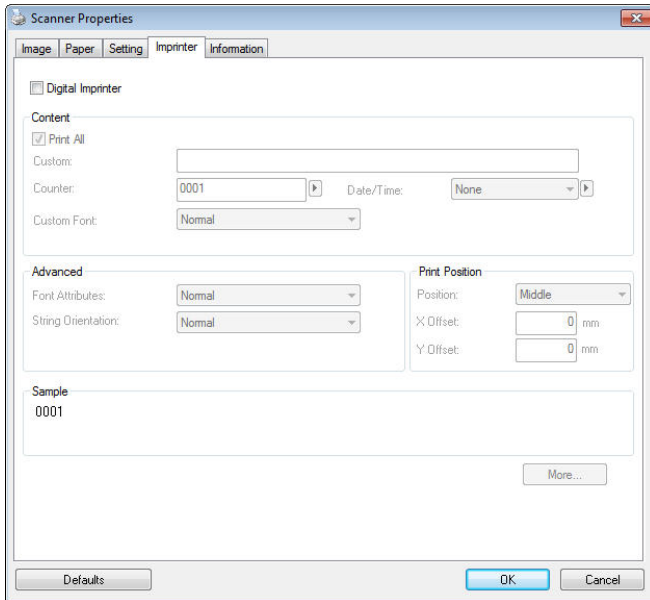 Scanner Properties
Image Paper Setting Imprinter Information
Digital Imprinter
Content
Print All
Custom:
Counter: 0001 Date/Time: None
Custom Font: Normal
Advanced
Font Attributes: Normal
String Orientation: Normal
Print Position
Position: Middle
X Offset: 0 mm
Y Offset: 0 mm
Sample
0001
More...
Defaults OK Cancel